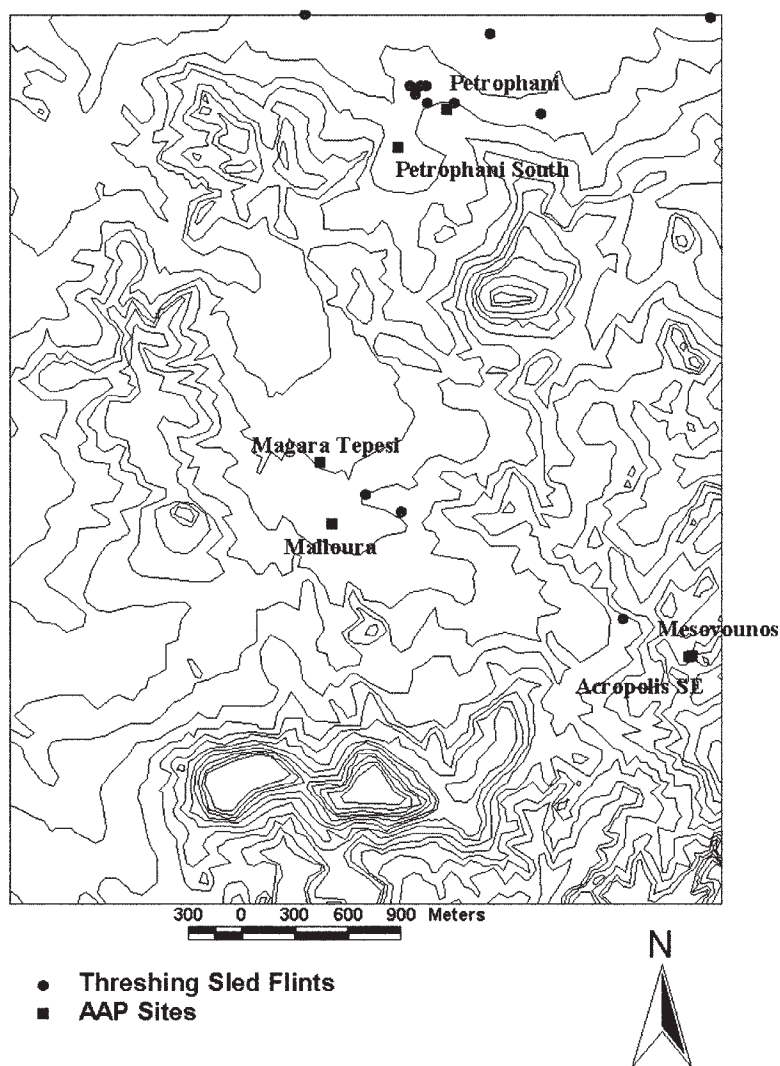 Petrophani
Petrophani South
Magara Tepesi
Malloura
Mesovounos
Acropolis SE
300 0 300 600 900 Meters
N
Threshing Sled Flints
AAP Sites